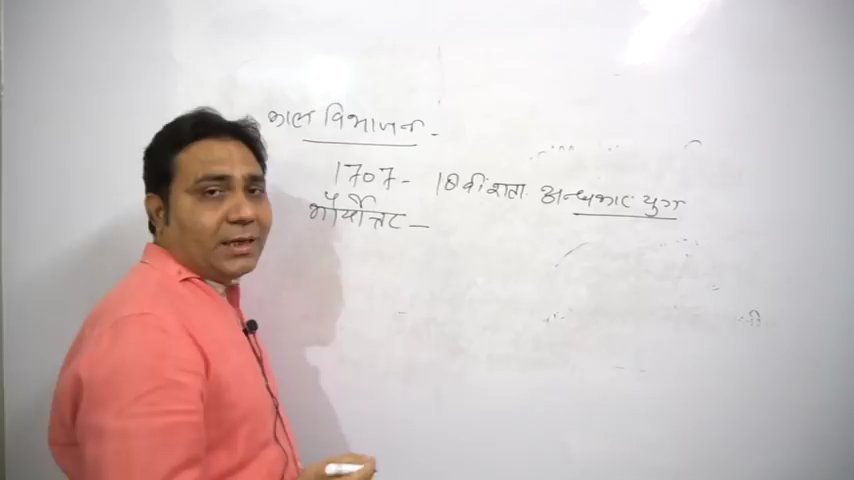 काल विभाजन -
1707 - 18वीं शता. अन्धकार युग
मौर्योत्तर -